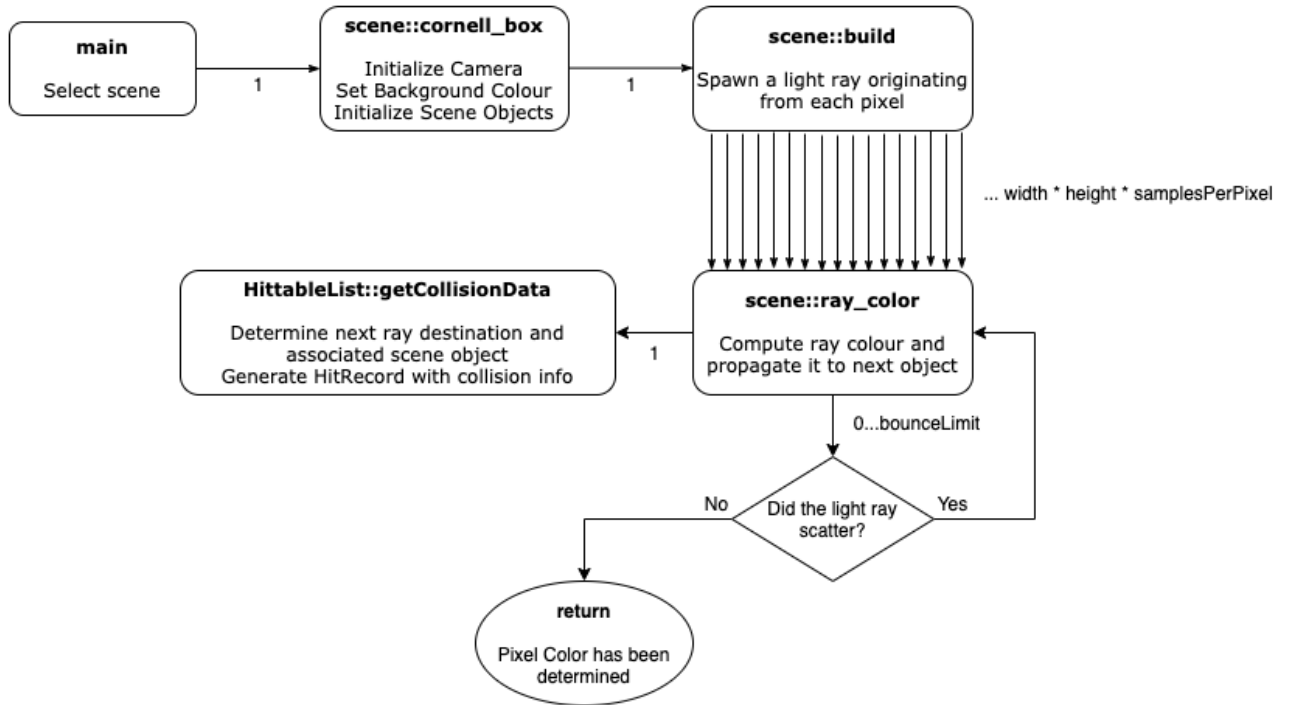 main
Select scene
1
scene::cornell_box
Initialize Camera
Set Background Colour
Initialize Scene Objects
1
scene::build
Spawn a light ray originating
from each pixel
... width * height * samplesPerPixel
HittableList::getCollisionData
Determine next ray destination and
associated scene object
Generate HitRecord with collision info
1
scene::ray_color
Compute ray colour and
propagate it to next object
0...bounceLimit
No
Did the light ray
scatter?
Yes
return
Pixel Color has been
determined